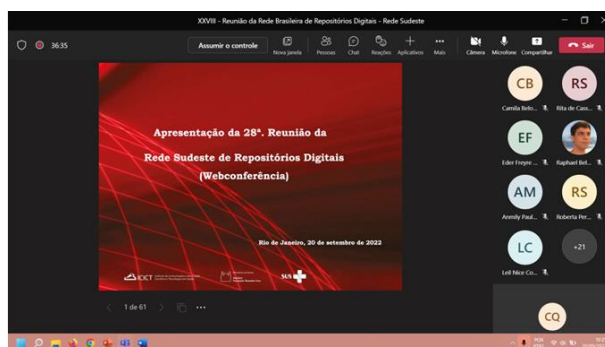 XXVIII - Reunião da Rede Brasileira de Repositórios Digitais - Rede Sudeste
36:35
Assumir o controle
Nova janela
Pessoas
Chat
Reações
Aplicativos
Mais
Câmera
Microfone
Compartilhar
Sair
Apresentação da 28ª. Reunião da
Rede Sudeste de Repositórios Digitais
(Webconferência)
Rio de Janeiro, 20 de setembro de 2022
ICICT
SUS
1 de 61
CB
RS
Camila Belo...
Rita de Cass...
EF
Eder Freyre ...
Raphael Bel...
AM
RS
Annily Paul...
Roberta Per...
LC
+21
Leil Nice Co...
CQ